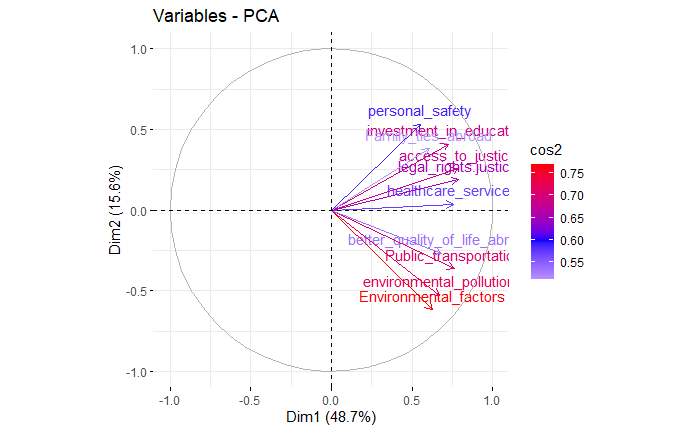 Variables - PCA
1.0
0.5
0.0
-0.5
-1.0
Dim2 (15.6%)
personal_safety
investment_in_educat
Family_ties_abroad
access_to_justic
legal_rights.justic
healthcare_service
better_quality_of_life_abr
Public_transportatio
environmental_pollution
Environmental_factors
-1.0
-0.5
0.0
0.5
1.0
Dim1 (48.7%)
cos2
0.75
0.70
0.65
0.60
0.55